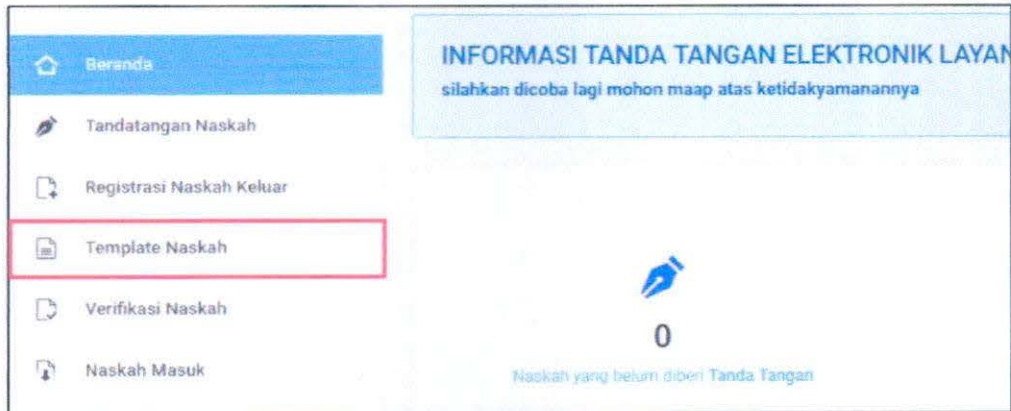 Beranda
Tandatangan Naskah
Registrasi Naskah Keluar
Template Naskah
Verifikasi Naskah
Naskah Masuk
INFORMASI TANDA TANGAN ELEKTRONIK LAYAN
silahkan dicoba lagi mohon maap atas ketidakyamanannya
0
Naskah yang belum diberi Tanda Tangan